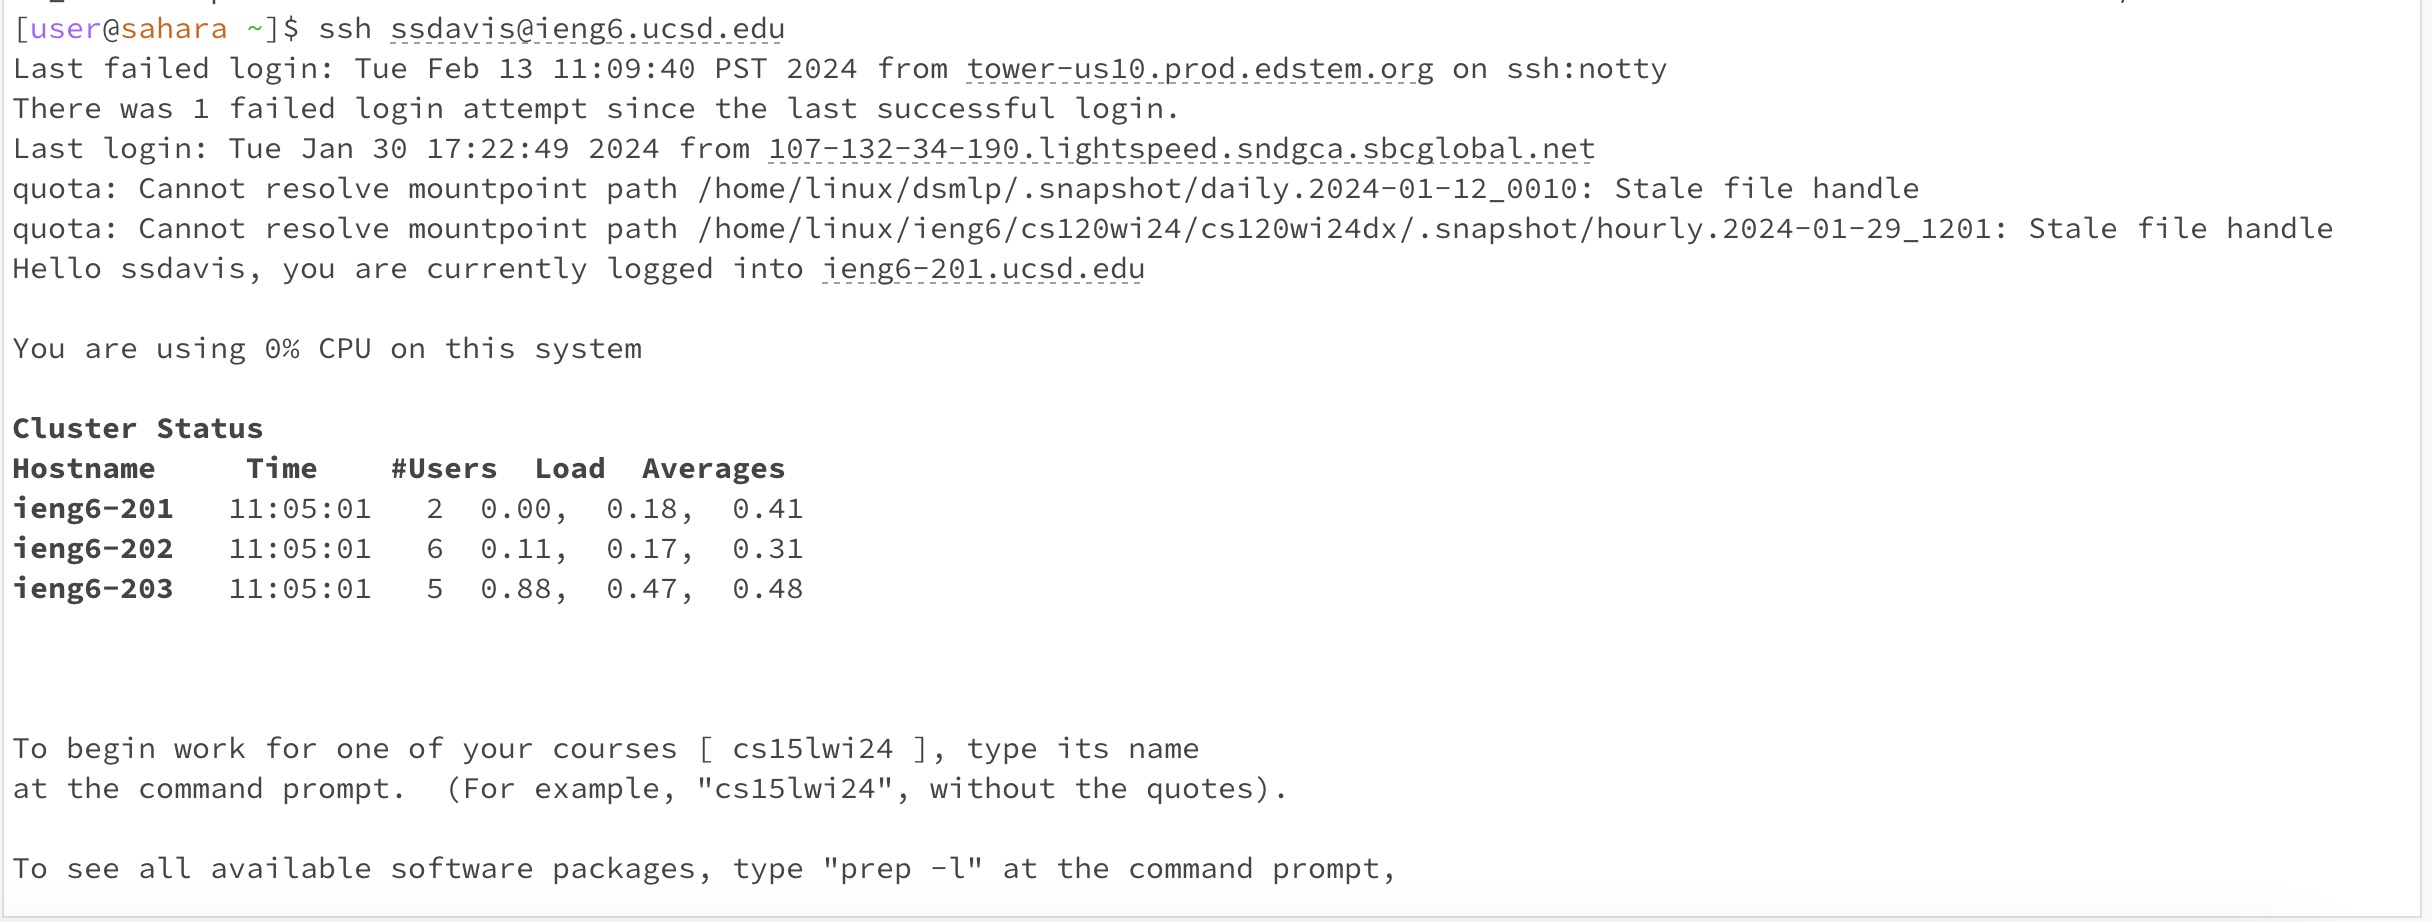 [user@sahara ~]$ ssh ssdavis@ieng6.ucsd.edu
Last failed login: Tue Feb 13 11:09:40 PST 2024 from tower-us10.prod.edstem.org on ssh:notty
There was 1 failed login attempt since the last successful login.
Last login: Tue Jan 30 17:22:49 2024 from 107-132-34-190.lightspeed.sndgca.sbcglobal.net
quota: Cannot resolve mountpoint path /home/linux/dsmlp/.snapshot/daily.2024-01-12_0010: Stale file handle
quota: Cannot resolve mountpoint path /home/linux/ieng6/cs120wi24/cs120wi24dx/.snapshot/hourly.2024-01-29_1201: Stale file handle
Hello ssdavis, you are currently logged into ieng6-201.ucsd.edu
You are using 0% CPU on this system
Cluster Status
Hostname     Time    #Users  Load  Averages
ieng6-201   11:05:01   2  0.00,  0.18,  0.41
ieng6-202   11:05:01   6  0.11,  0.17,  0.31
ieng6-203   11:05:01   5  0.88,  0.47,  0.48
To begin work for one of your courses [ cs15lwi24 ], type its name
at the command prompt.  (For example, "cs15lwi24", without the quotes).
To see all available software packages, type "prep -l" at the command prompt,